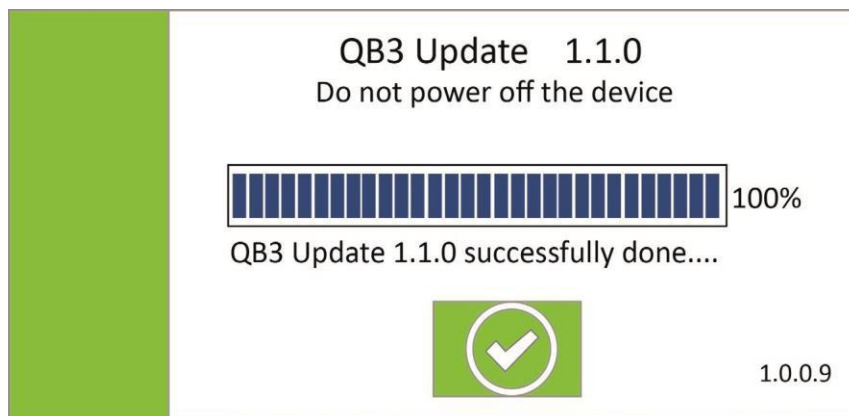 QB3 Update 1.1.0
Do not power off the device
100%
QB3 Update 1.1.0 successfully done....
1.0.0.9